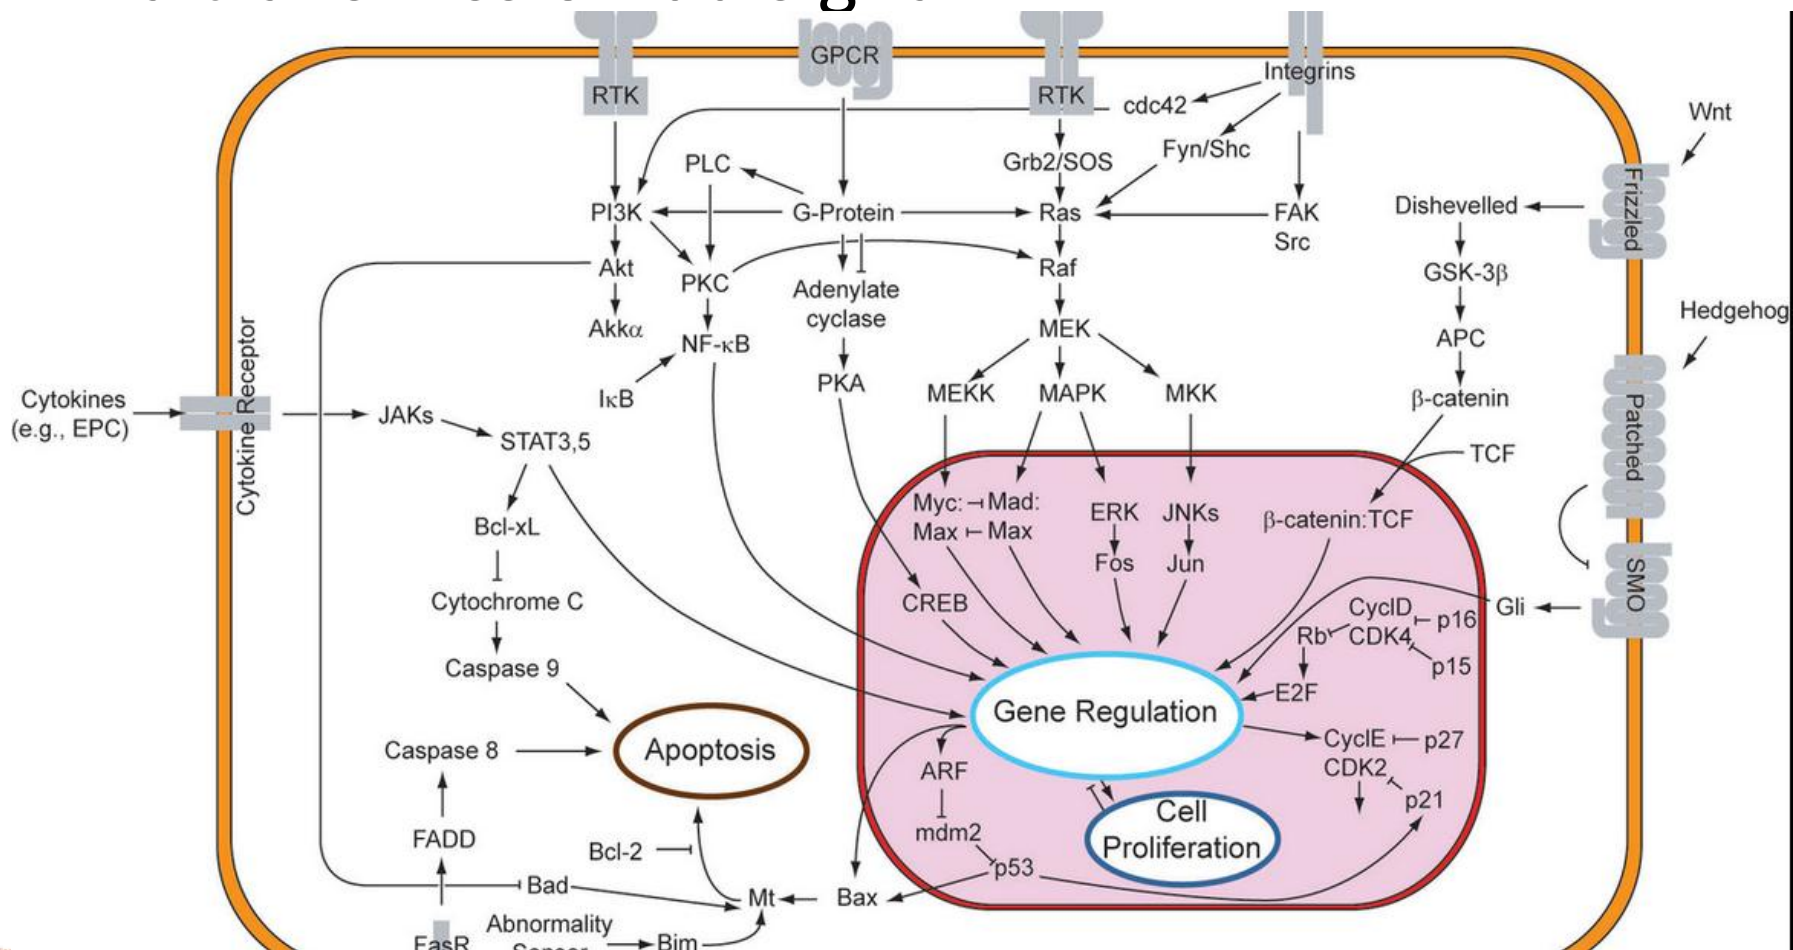 GPCR
RTK
RTK
Integrins
cdc42
Wnt
PLC
Grb2/SOS
Fyn/Shc
Frizzled
PI3K
G-Protein
Ras
FAK
Src
Dishevelled
Akt
PKC
Raf
GSK-3β
Adenylate
cyclase
Hedgehog
Akkα
NF-κB
MEK
APC
IκB
PKA
MEKK
MAPK
MKK
β-catenin
Patched
Cytokines
(e.g., EPC)
Cytokine Receptor
JAKs
STAT3,5
TCF
Myc:
Mad:
Max
Max
ERK
JNKs
β-catenin:TCF
Bcl-xL
Fos
Jun
SMO
Cytochrome C
CREB
CyclD
CDK4
p16
Gli
Rb
p15
Caspase 9
E2F
Gene Regulation
Caspase 8
Apoptosis
CyclE
CDK2
p27
ARF
p21
Cell
Proliferation
FADD
mdm2
Bcl-2
p53
Bad
Mt
Bax
FasR
Abnormality
Sensor
Bim